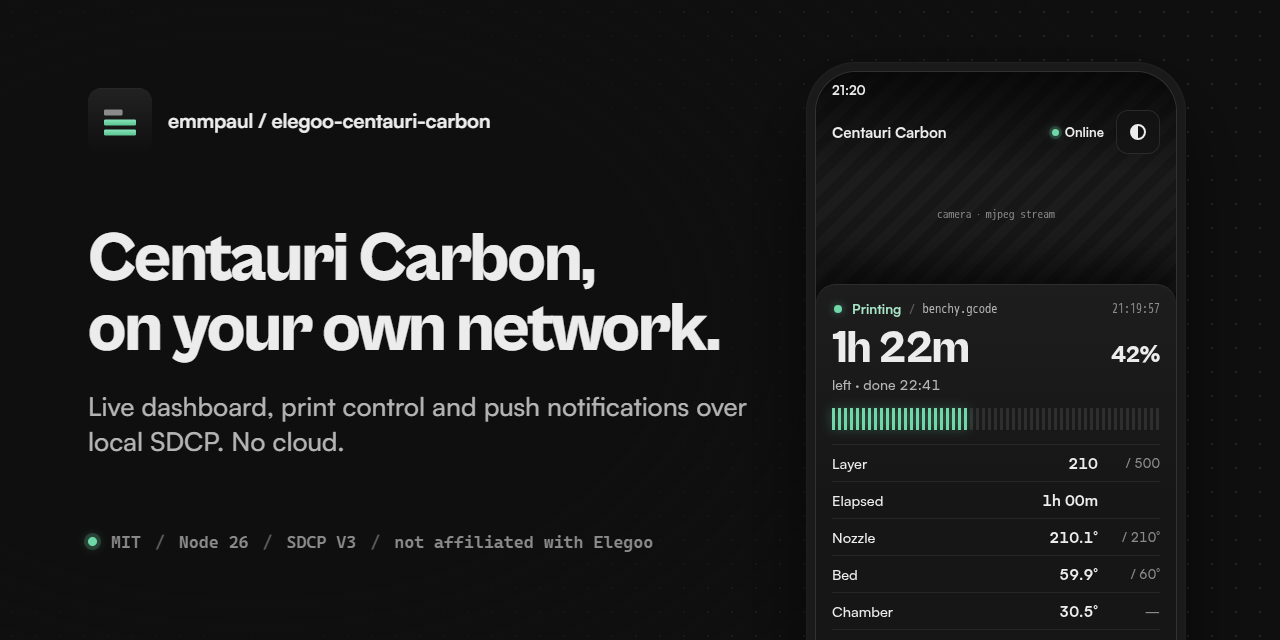 emmpaul / elegoo-centauri-carbon
Centauri Carbon,
on your own network.
Live dashboard, print control and push notifications over
local SDCP. No cloud.
MIT / Node 26 / SDCP V3 / not affiliated with Elegoo
21:20
Centauri Carbon Online
camera · mjpeg stream
Printing / benchy.gcode 21:19:57
1h 22m 42%
left · done 22:41
Layer 210 / 500
Elapsed 1h 00m
Nozzle 210.1° / 210°
Bed 59.9° / 60°
Chamber 30.5° —